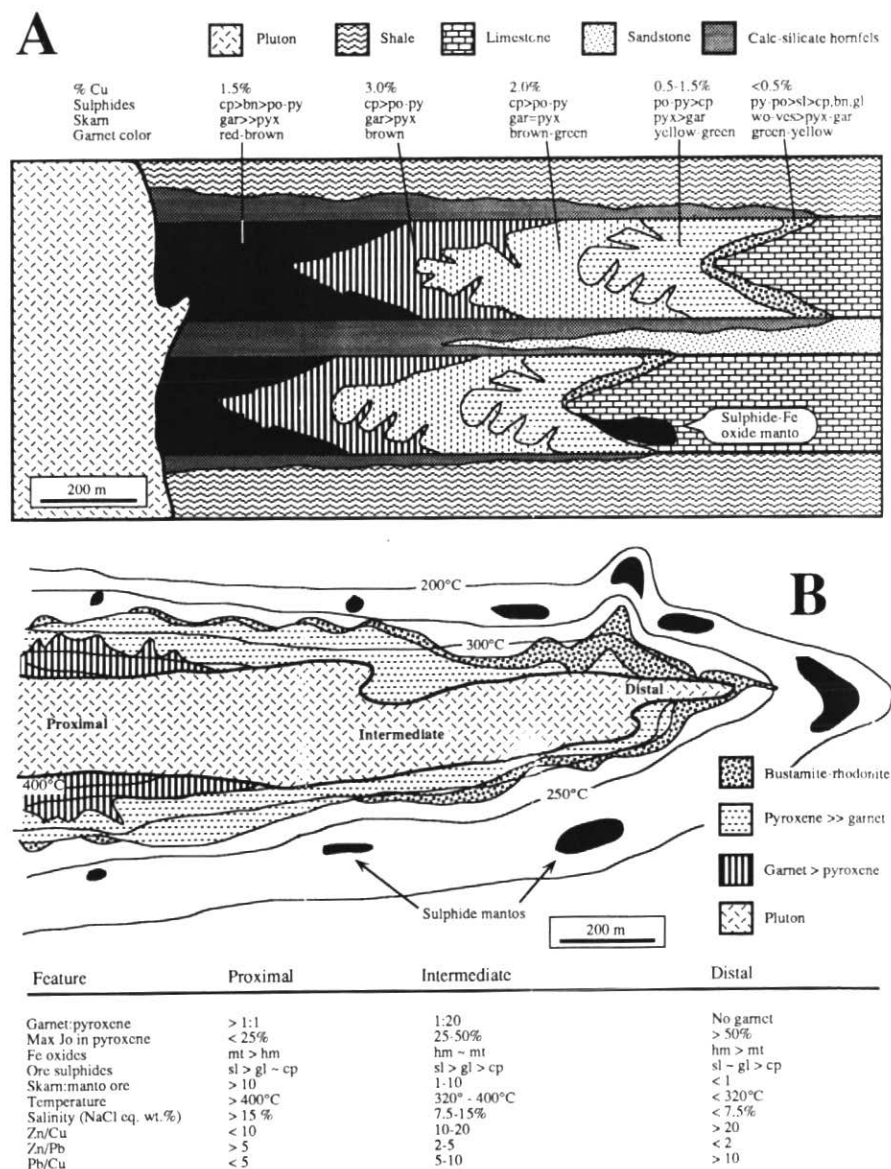 A
Pluton Shale Limestone Sandstone Calc-silicate hornfels
% Cu 1.5% 3.0% 2.0% 0.5-1.5% <0.5%
Sulphides cp>bn>po-py cp>po-py cp>po-py po-py>cp py-po>sl>cp,bn,gl
Skarn gar>>pyx gar>pyx gar=pyx pyx>gar wo-ves>pyx-gar
Garnet color red-brown brown brown-green yellow-green green-yellow
Sulphide-Fe
oxide manto
200 m
B
200°C
300°C
Proximal Intermediate Distal
400°C
250°C
Bustamite-rhodonite
Pyroxene >> garnet
Garnet > pyroxene
Pluton
Sulphide mantos
200 m
Feature Proximal Intermediate Distal
Garnet:pyroxene > 1:1 1:20 No garnet
Max Jo in pyroxene < 25% 25-50% > 50%
Fe oxides mt > hm hm ~ mt hm > mt
Ore sulphides sl > gl ~ cp sl > gl > cp sl ~ gl > cp
Skarn:manto ore > 10 1-10 < 1
Temperature > 400°C 320° - 400°C < 320°C
Salinity (NaCl eq. wt.%) > 15 % 7.5-15% < 7.5%
Zn/Cu < 10 10-20 > 20
Zn/Pb > 5 2-5 < 2
Pb/Cu < 5 5-10 > 10